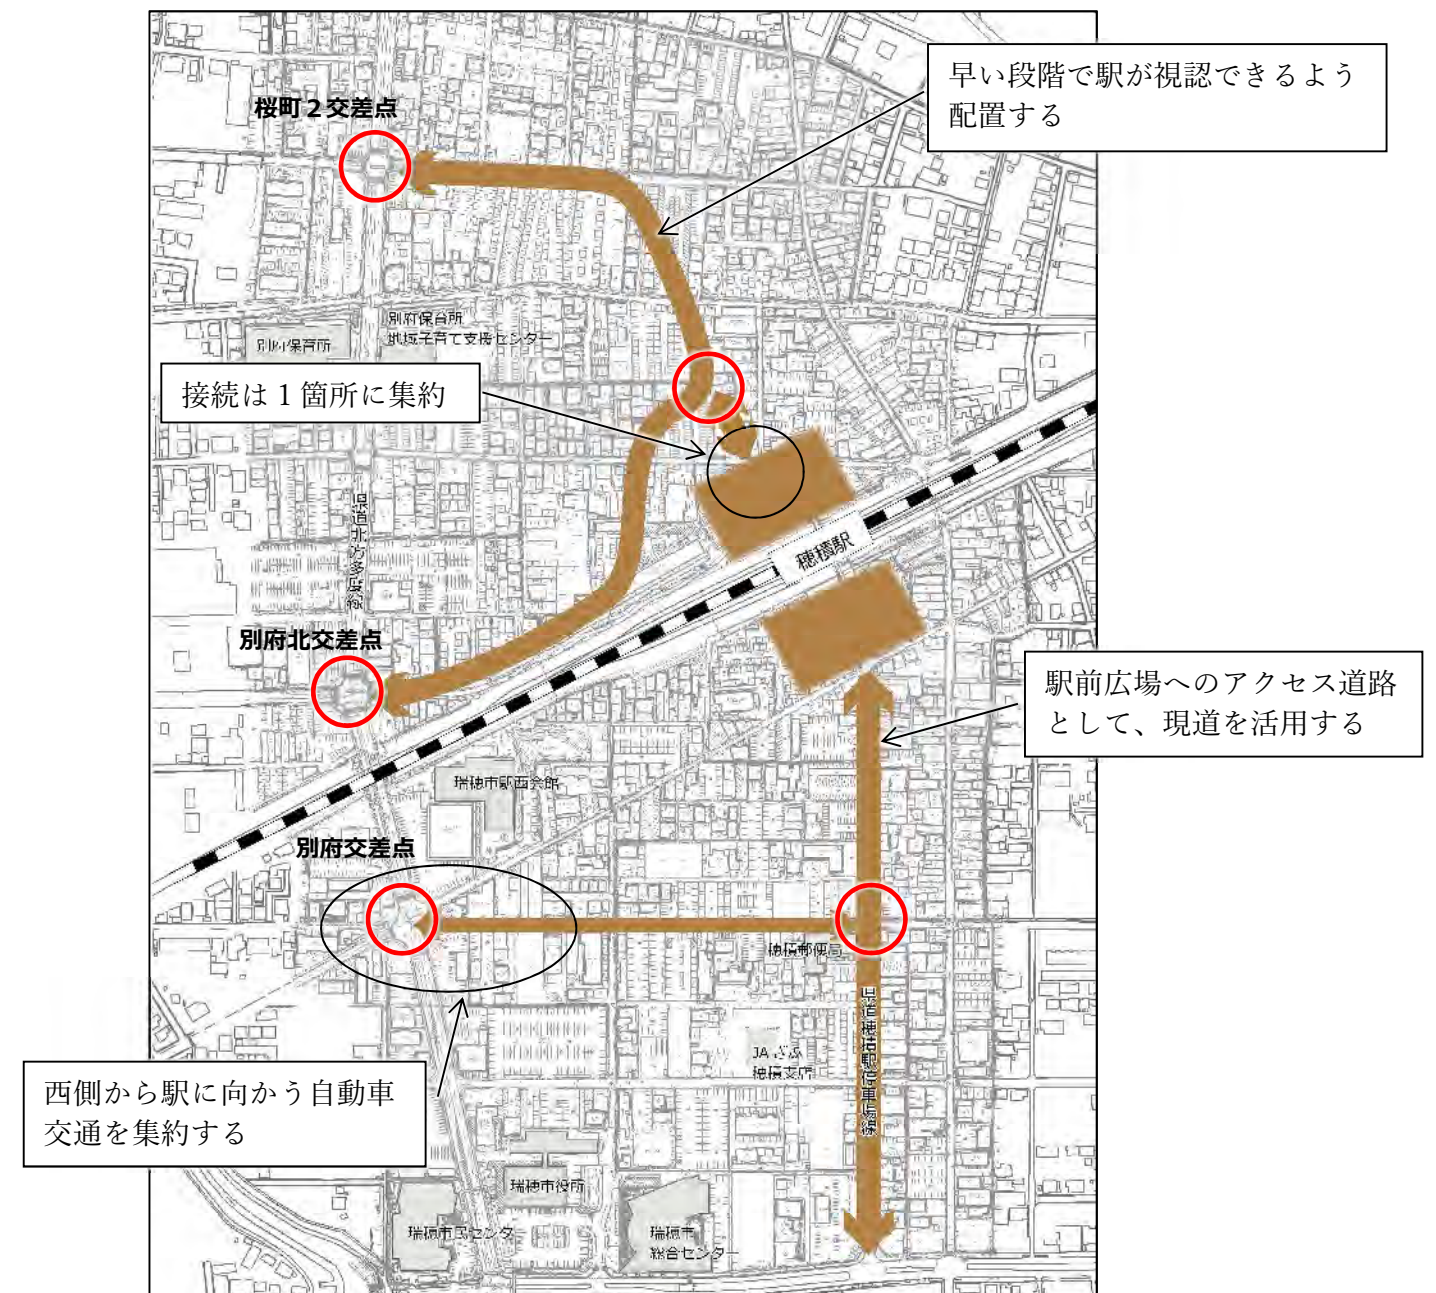 早い段階で駅が視認できるよう
配置する
桜町２交差点
別府保育所
地域子育て支援センター
別府保育所
接続は１箇所に集約
県道北方多度線
穂積駅
別府北交差点
駅前広場へのアクセス道路
として、現道を活用する
瑞穂市駅西会館
別府交差点
穂積郵便局
JAぎふ
穂積支店
県道穂積駅停車場線
西側から駅に向かう自動車
交通を集約する
瑞穂市役所
瑞穂市民センター
瑞穂市
総合センター